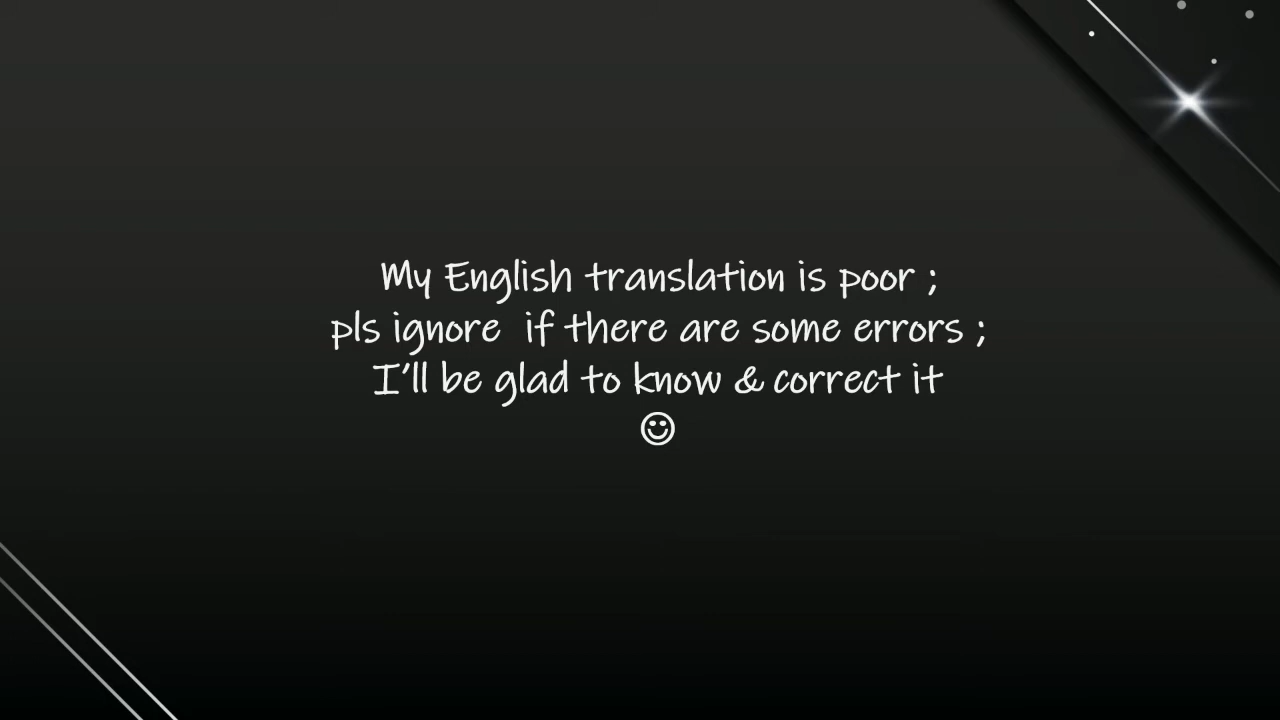 My English translation is poor ;
pls ignore  if there are some errors ;
I'll be glad to know & correct it
☺